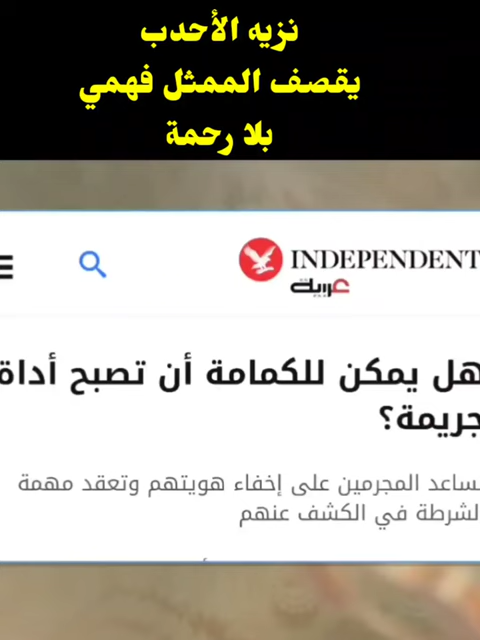 نزيه الأحدب
يقصف الممثل فهمي
بلا رحمة
INDEPENDENT
عربية
هل يمكن للكمامة أن تصبح أداة
جريمة؟
ساعد المجرمين على إخفاء هويتهم وتعقد مهمة
لشرطة في الكشف عنهم